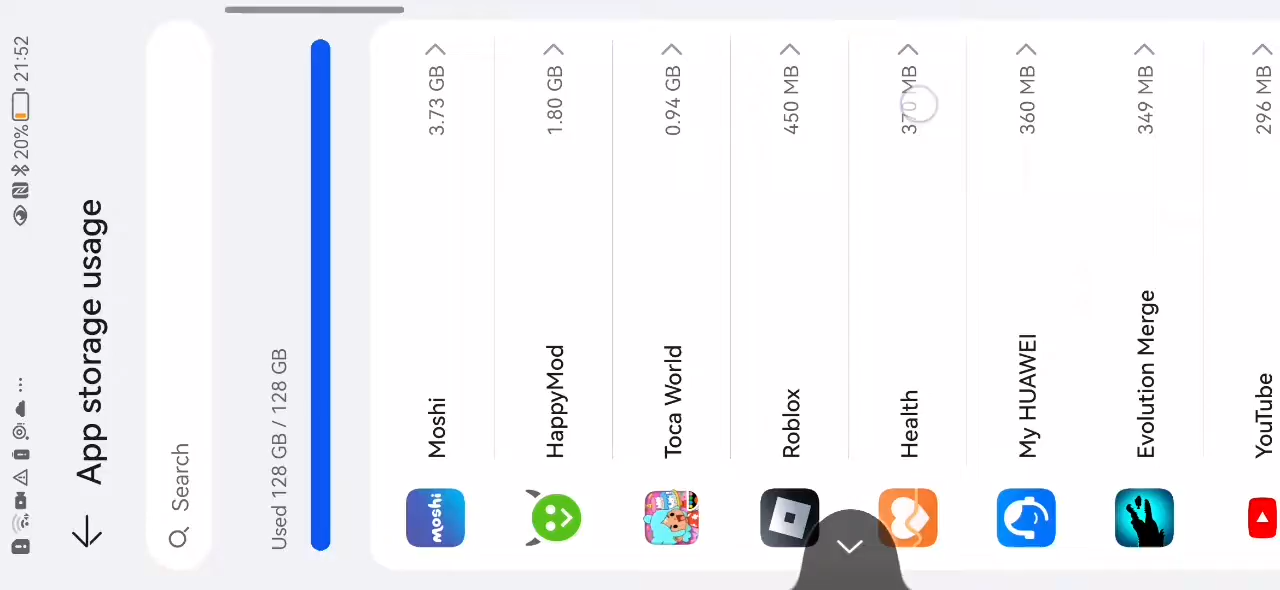 20% 21:52
App storage usage
Search
Used 128 GB / 128 GB
Moshi 3.73 GB
HappyMod 1.80 GB
Toca World 0.94 GB
Roblox 450 MB
Health 370 MB
My HUAWEI 360 MB
Evolution Merge 349 MB
YouTube 296 MB
moshi